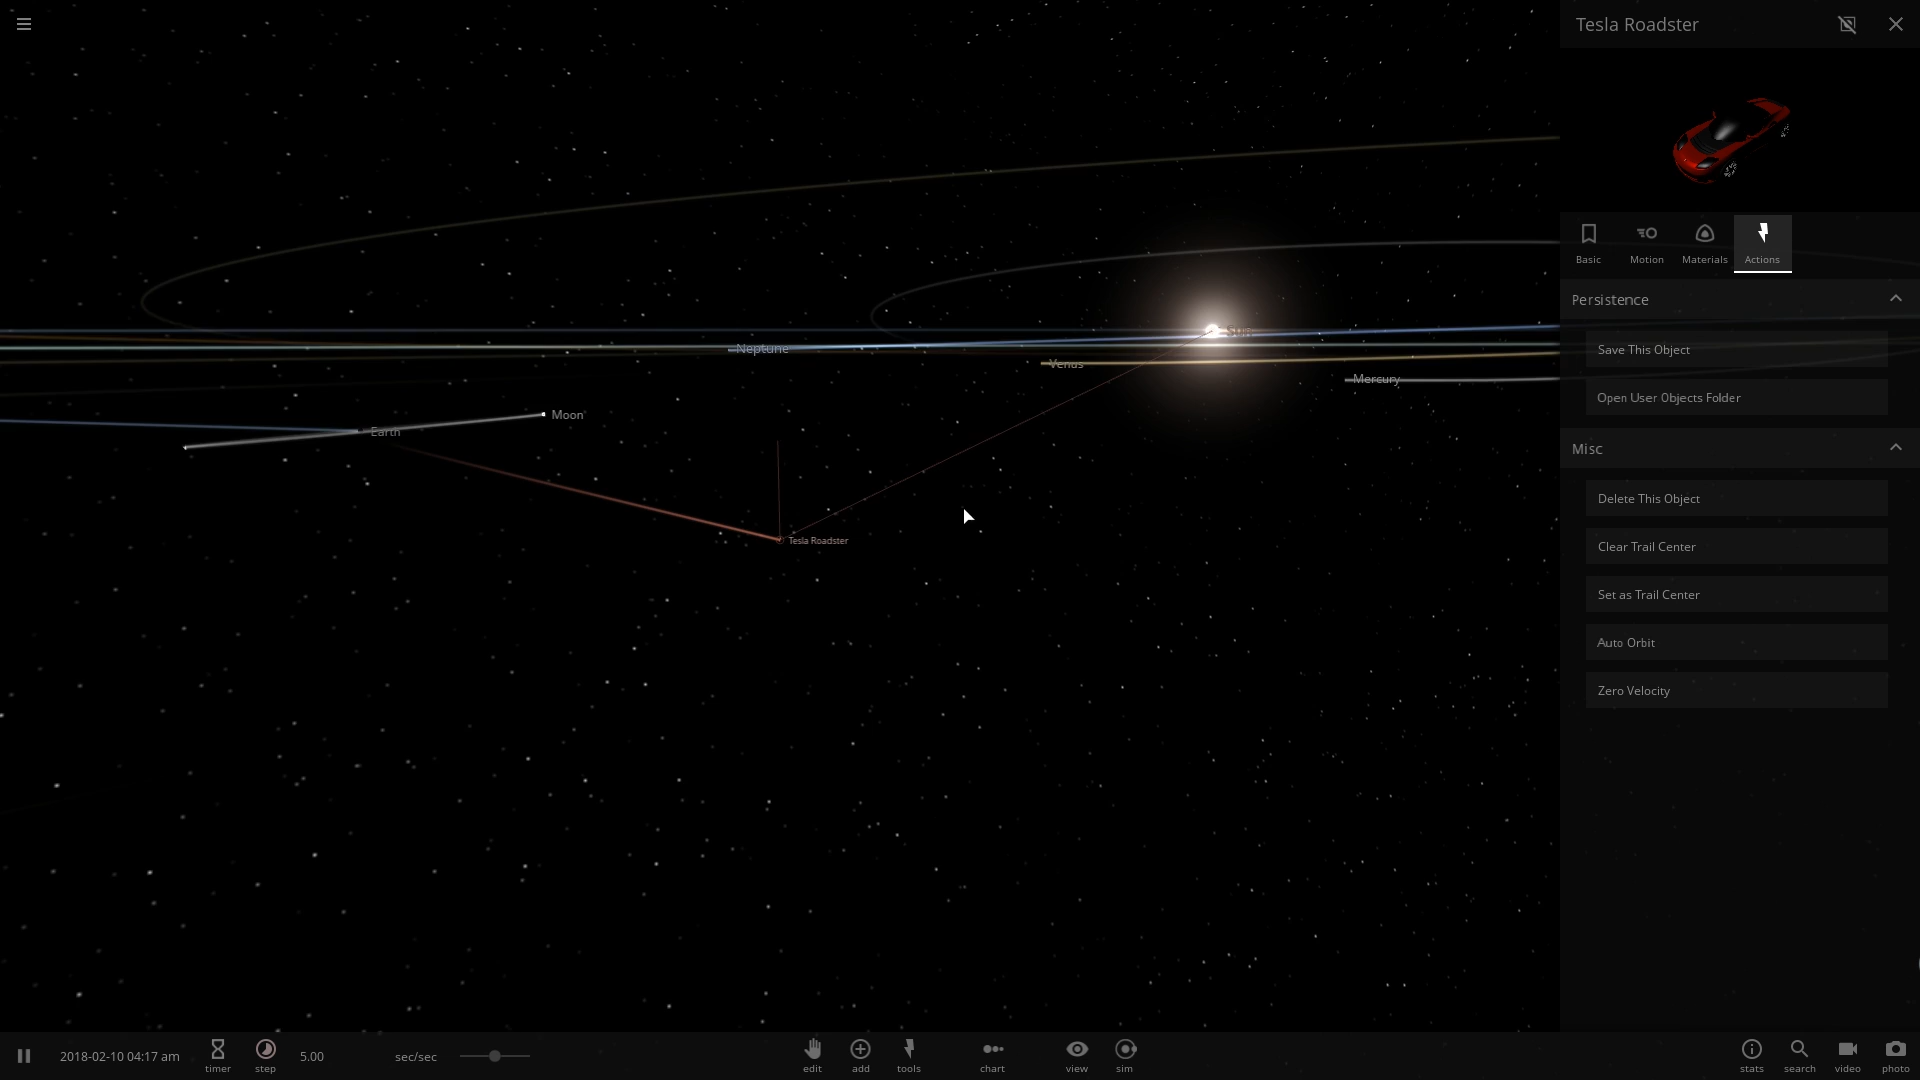 Tesla Roadster
Basic
Motion
Materials
Actions
Persistence
Save This Object
Open User Objects Folder
Misc
Delete This Object
Clear Trail Center
Set as Trail Center
Auto Orbit
Zero Velocity
Sun
Neptune
Venus
Mercury
Moon
Earth
Tesla Roadster
2018-02-10 04:17 am
timer
step
5.00
sec/sec
edit
add
tools
chart
view
sim
stats
search
video
photo